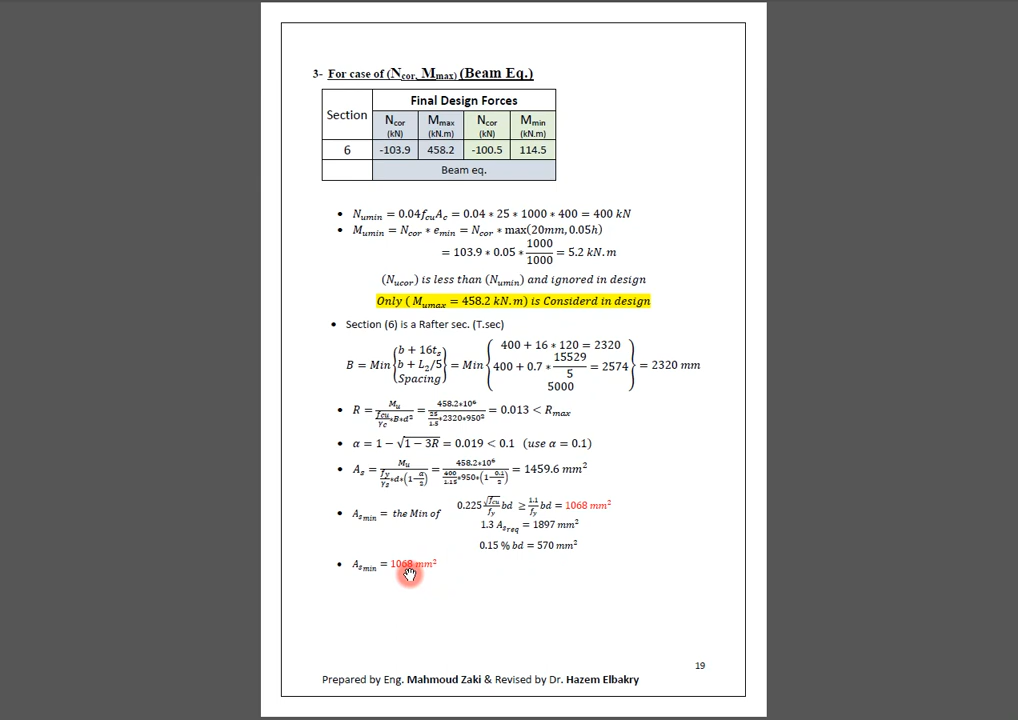 3- For case of (Ncor, Mmax) (Beam Eq.)
Section
Final Design Forces
Ncor (kN) Mmax (kN.m) Ncor (kN) Mmin (kN.m)
6 -103.9 458.2 -100.5 114.5
Beam eq.
• Numin = 0.04fcuAc = 0.04 * 25 * 1000 * 400 = 400 kN
• Mumin = Ncor * emin = Ncor * max(20mm, 0.05h)
= 103.9 * 0.05 * 1000/1000 = 5.2 kN.m
(Nucor) is less than (Numin) and ignored in design
Only ( Mumax = 458.2 kN.m) is Considerd in design
• Section (6) is a Rafter sec. (T.sec)
B = Min {b + 16ts, b + L2/5, Spacing} = Min {400 + 16 * 120 = 2320, 400 + 0.7 * 15529/5 = 2574, 5000} = 2320 mm
• R = Mu/(fcu/γc *B*d²) = 458.2*10⁶/(25/1.5 *2320*950²) = 0.013 < Rmax
• α = 1 − √(1 − 3R) = 0.019 < 0.1 (use α = 0.1)
• As = Mu/(fy/γs *d*(1−α/2)) = 458.2*10⁶/(400/1.15 *950*(1−0.1/2)) = 1459.6 mm²
• Asmin = the Min of 0.225 √fcu/fy bd ≥ 1.1/fy bd = 1068 mm²
1.3 Asreq = 1897 mm²
0.15 % bd = 570 mm²
• Asmin = 1068 mm²
19
Prepared by Eng. Mahmoud Zaki & Revised by Dr. Hazem Elbakry